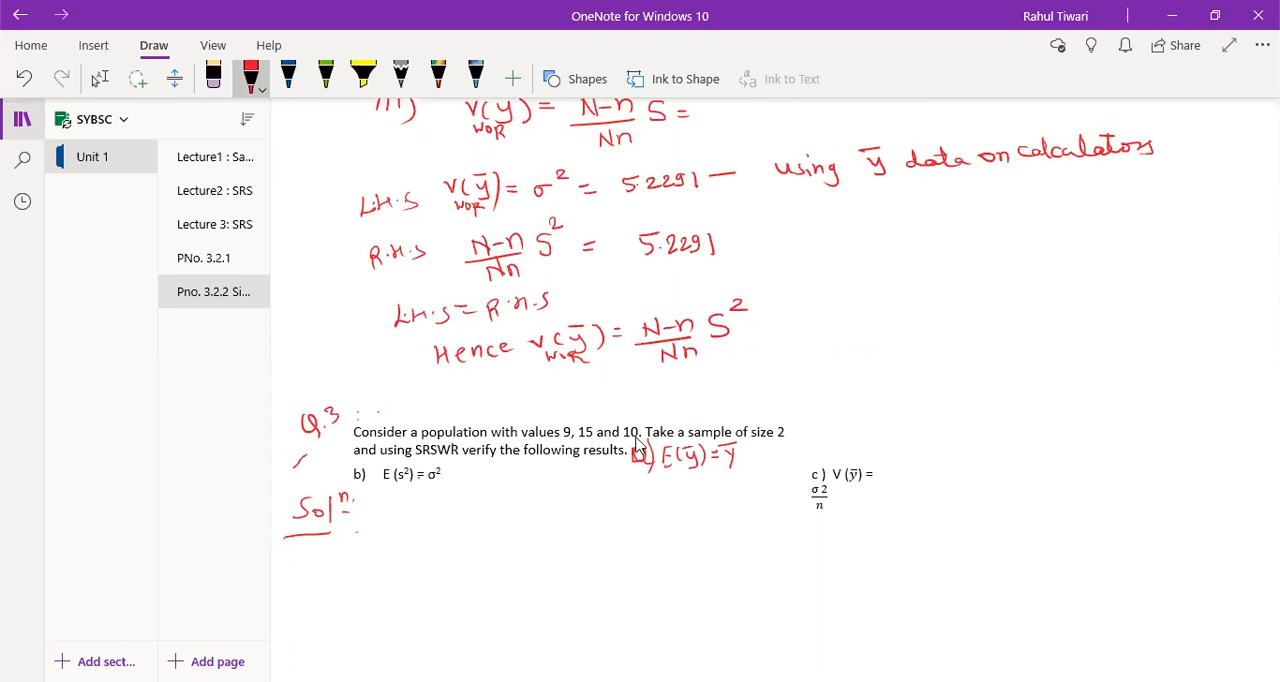 OneNote for Windows 10
Rahul Tiwari
Home Insert Draw View Help
Share
Shapes Ink to Shape Ink to Text
SYBSC
Unit 1
Lecture1 : Sa...
Lecture2 : SRS
Lecture 3: SRS
PNo. 3.2.1
Pno. 3.2.2 Si...
Add sect...
Add page
iii) V(y̅) WOR = N-n/Nn S =
L.H.S V(y̅) WOR = σ² = 5.2291 — using y̅ data on calculators
R.H.S N-n/Nn S² = 5.2291
L.H.S = R.H.S
Hence V(y̅) WOR = N-n/Nn S²
Q.3
Consider a population with values 9, 15 and 10. Take a sample of size 2
and using SRSWR verify the following results. a) E(y̅) = Y̅
b) E (s²) = σ²
c ) V (y̅) =
σ 2
n
Solⁿ: